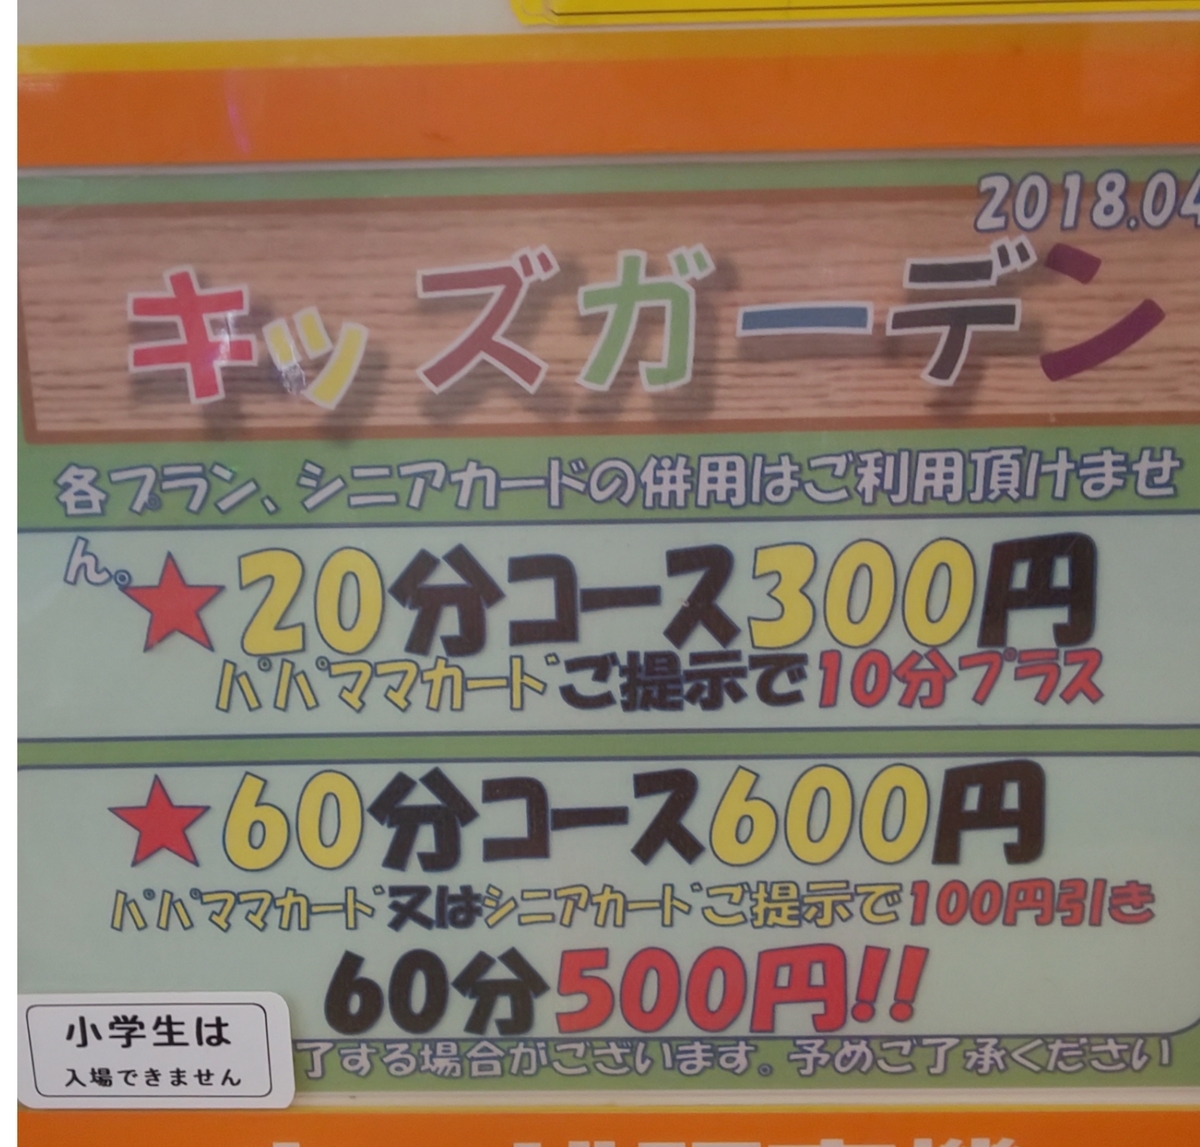 2018.04
キッズガーデン
各プラン、シニアカードの併用はご利用頂けませ
ん。
★20分コース300円
パパママカードご提示で10分プラス
★60分コース600円
パパママカード又はシニアカードご提示で100円引き
60分500円!!
小学生は
入場できません
了する場合がございます。予めご了承ください